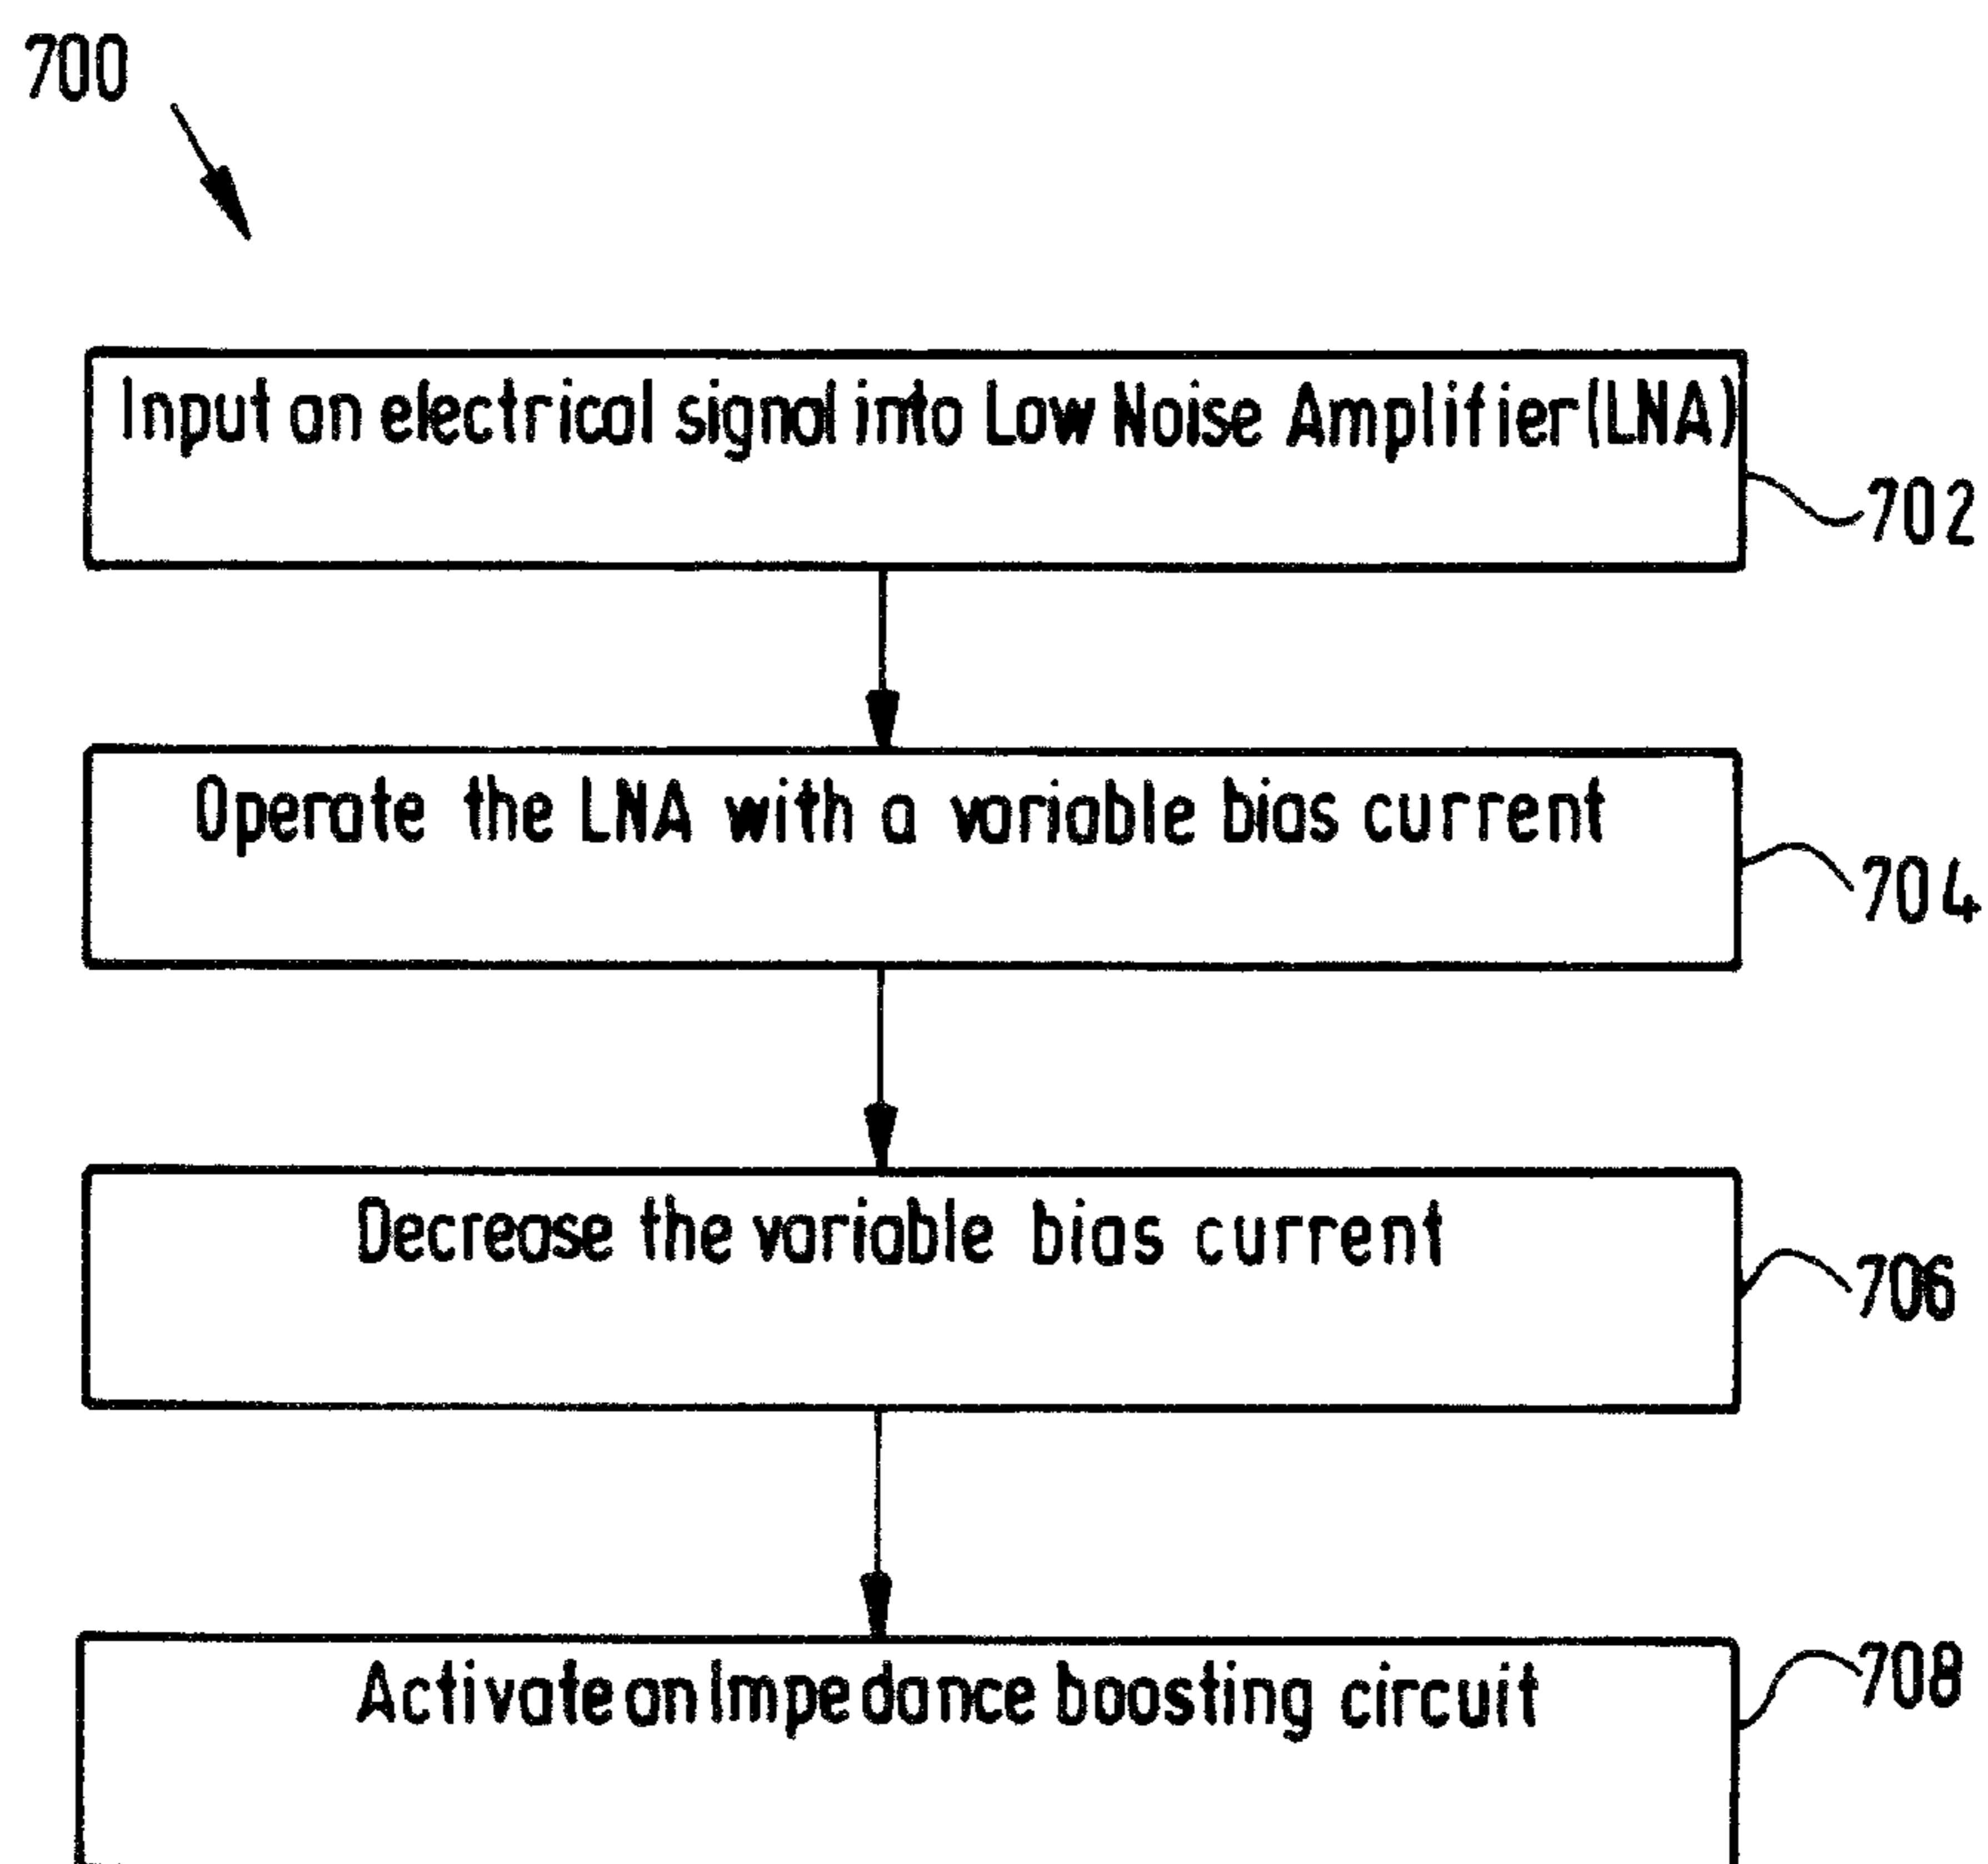 700
Input an electrical signal into Low Noise Amplifier (LNA)
702
Operate the LNA with a variable bias current
704
Decrease the variable bias current
706
Activate an Impedance boosting circuit
708